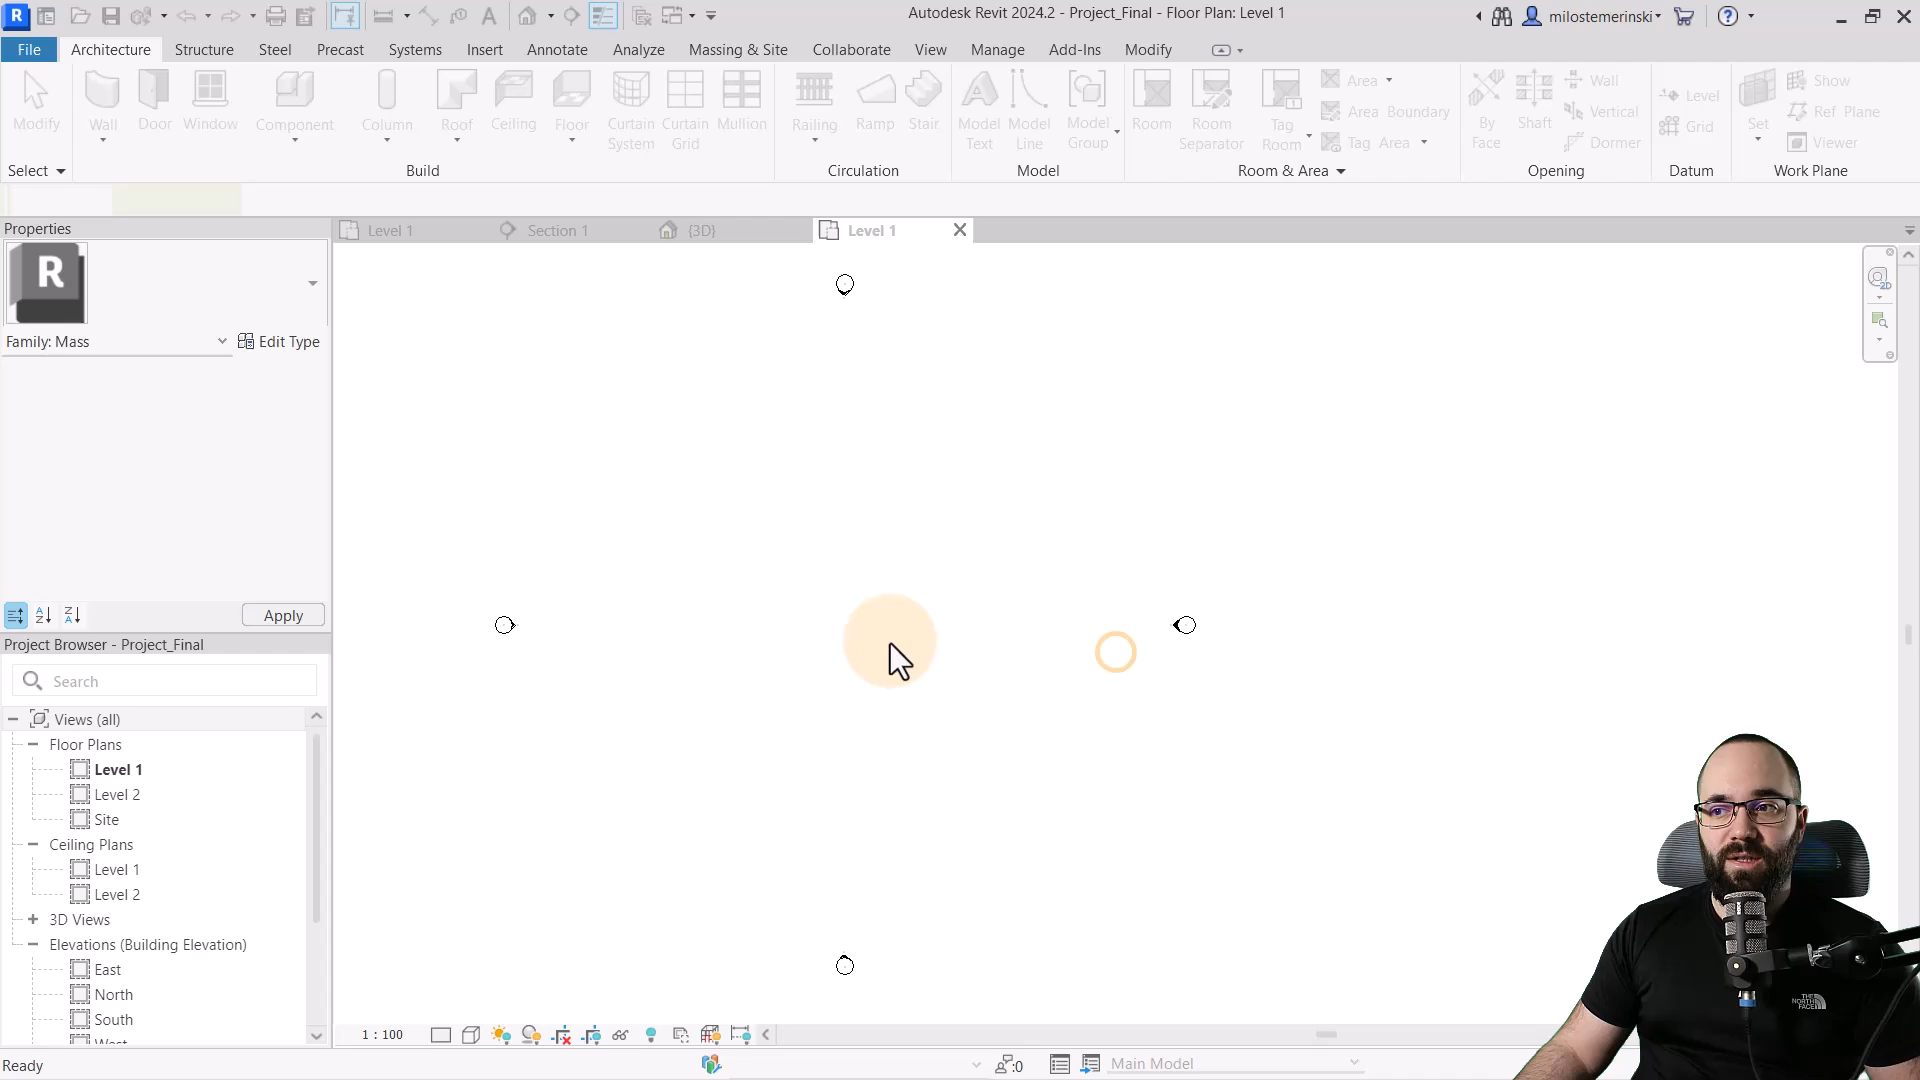 Autodesk Revit 2024.2 - Project_Final - Floor Plan: Level 1
milostemerinski
File Architecture Structure Steel Precast Systems Insert Annotate Analyze Massing & Site Collaborate View Manage Add-Ins Modify
Modify
Wall
Door
Window
Component
Column
Roof
Ceiling
Floor
Curtain System
Curtain Grid
Mullion
Railing
Ramp
Stair
Model Text
Model Line
Model Group
Room
Room Separator
Tag Room
Area
Area Boundary
Tag Area
By Face
Shaft
Wall
Vertical
Dormer
Level
Grid
Set
Show
Ref Plane
Viewer
Select Build Circulation Model Room & Area Opening Datum Work Plane
Properties
Level 1 Section 1 {3D} Level 1
R
Family: Mass Edit Type
Apply
Project Browser - Project_Final
Search
Views (all)
Floor Plans
Level 1
Level 2
Site
Ceiling Plans
Level 1
Level 2
3D Views
Elevations (Building Elevation)
East
North
South
West
1 : 100
Ready :0 Main Model
THE NORTH FACE